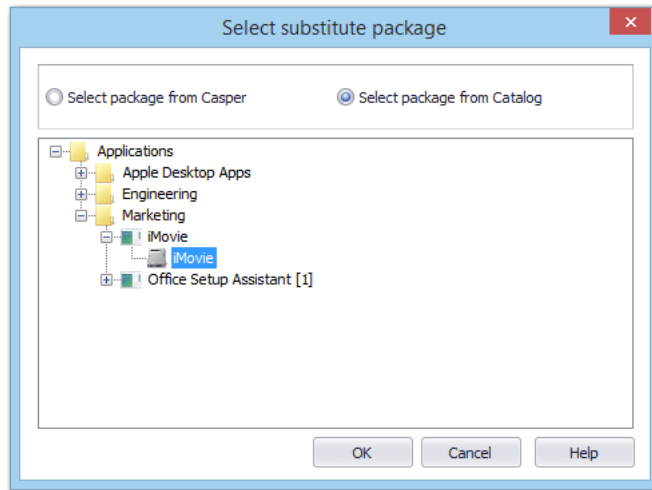 Select substitute package
Select package from Casper Select package from Catalog
Applications
Apple Desktop Apps
Engineering
Marketing
iMovie
iMovie
Office Setup Assistant [1]
OK Cancel Help